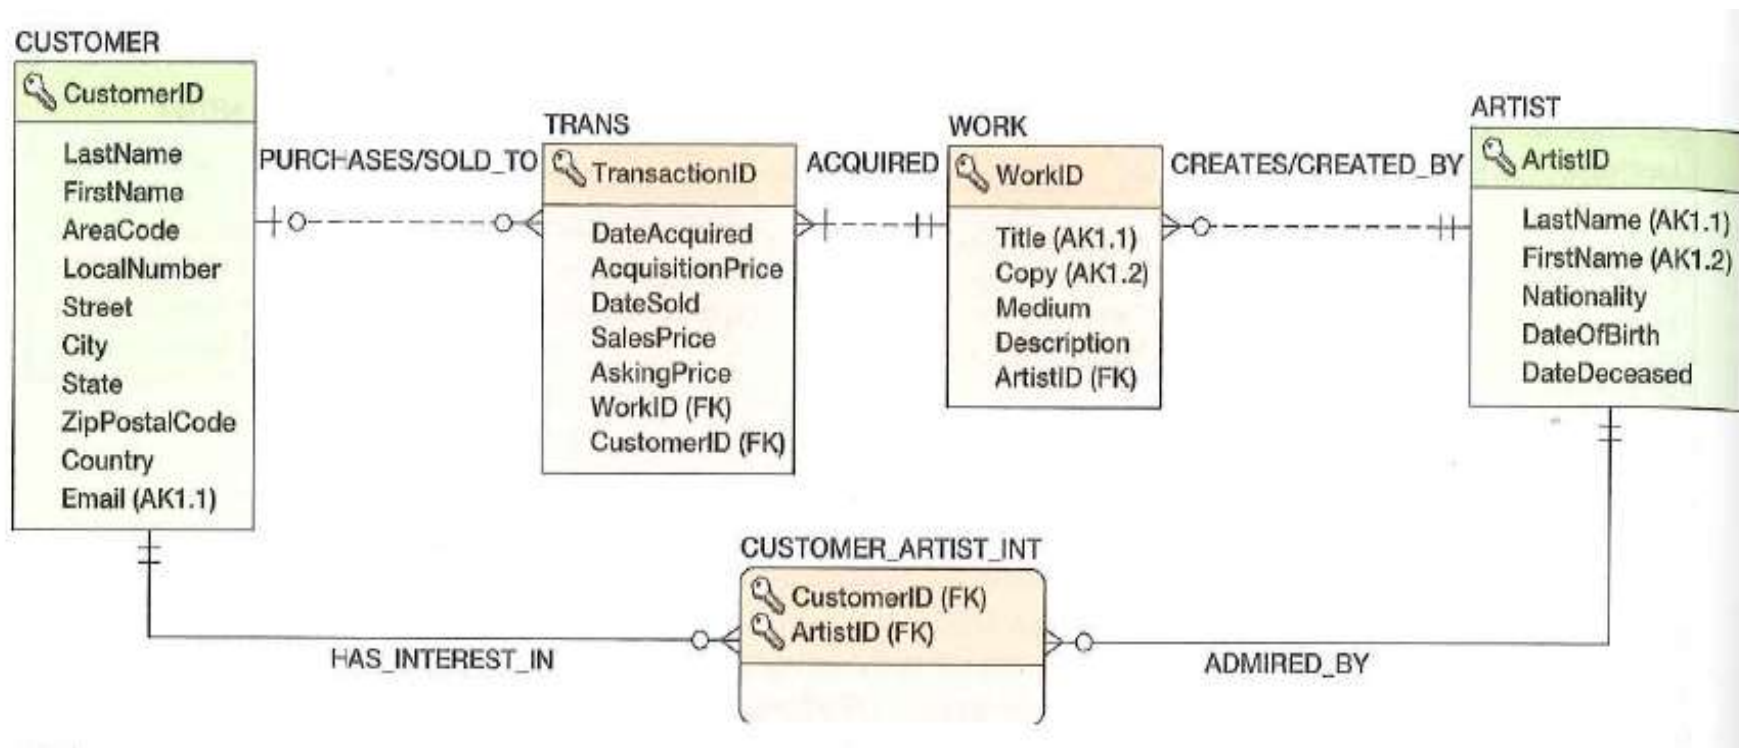 CUSTOMER
CustomerID
LastName
FirstName
AreaCode
LocalNumber
Street
City
State
ZipPostalCode
Country
Email (AK1.1)
PURCHASES/SOLD_TO
TRANS
TransactionID
DateAcquired
AcquisitionPrice
DateSold
SalesPrice
AskingPrice
WorkID (FK)
CustomerID (FK)
ACQUIRED
WORK
WorkID
Title (AK1.1)
Copy (AK1.2)
Medium
Description
ArtistID (FK)
CREATES/CREATED_BY
ARTIST
ArtistID
LastName (AK1.1)
FirstName (AK1.2)
Nationality
DateOfBirth
DateDeceased
CUSTOMER_ARTIST_INT
CustomerID (FK)
ArtistID (FK)
HAS_INTEREST_IN
ADMIRED_BY